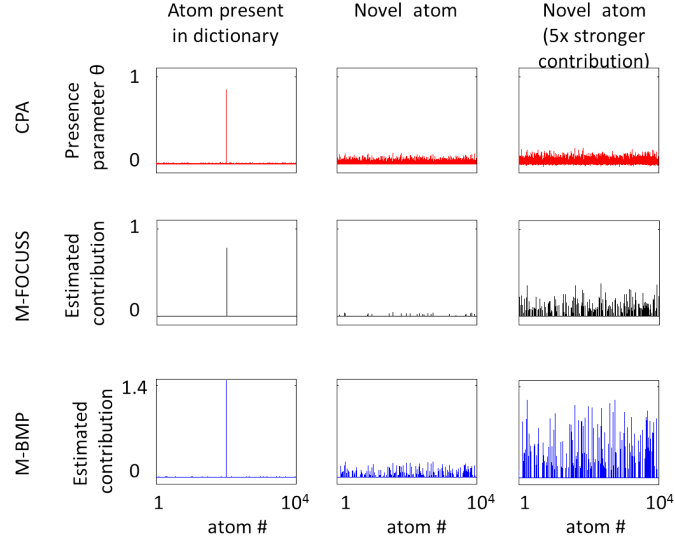 Atom present
in dictionary
Novel atom
Novel atom
(5x stronger
contribution)
CPA
Presence
parameter θ
1
0
M-FOCUSS
Estimated
contribution
1
0
M-BMP
Estimated
contribution
1.4
0
1 10⁴
1 10⁴
1 10⁴
atom #
atom #
atom #